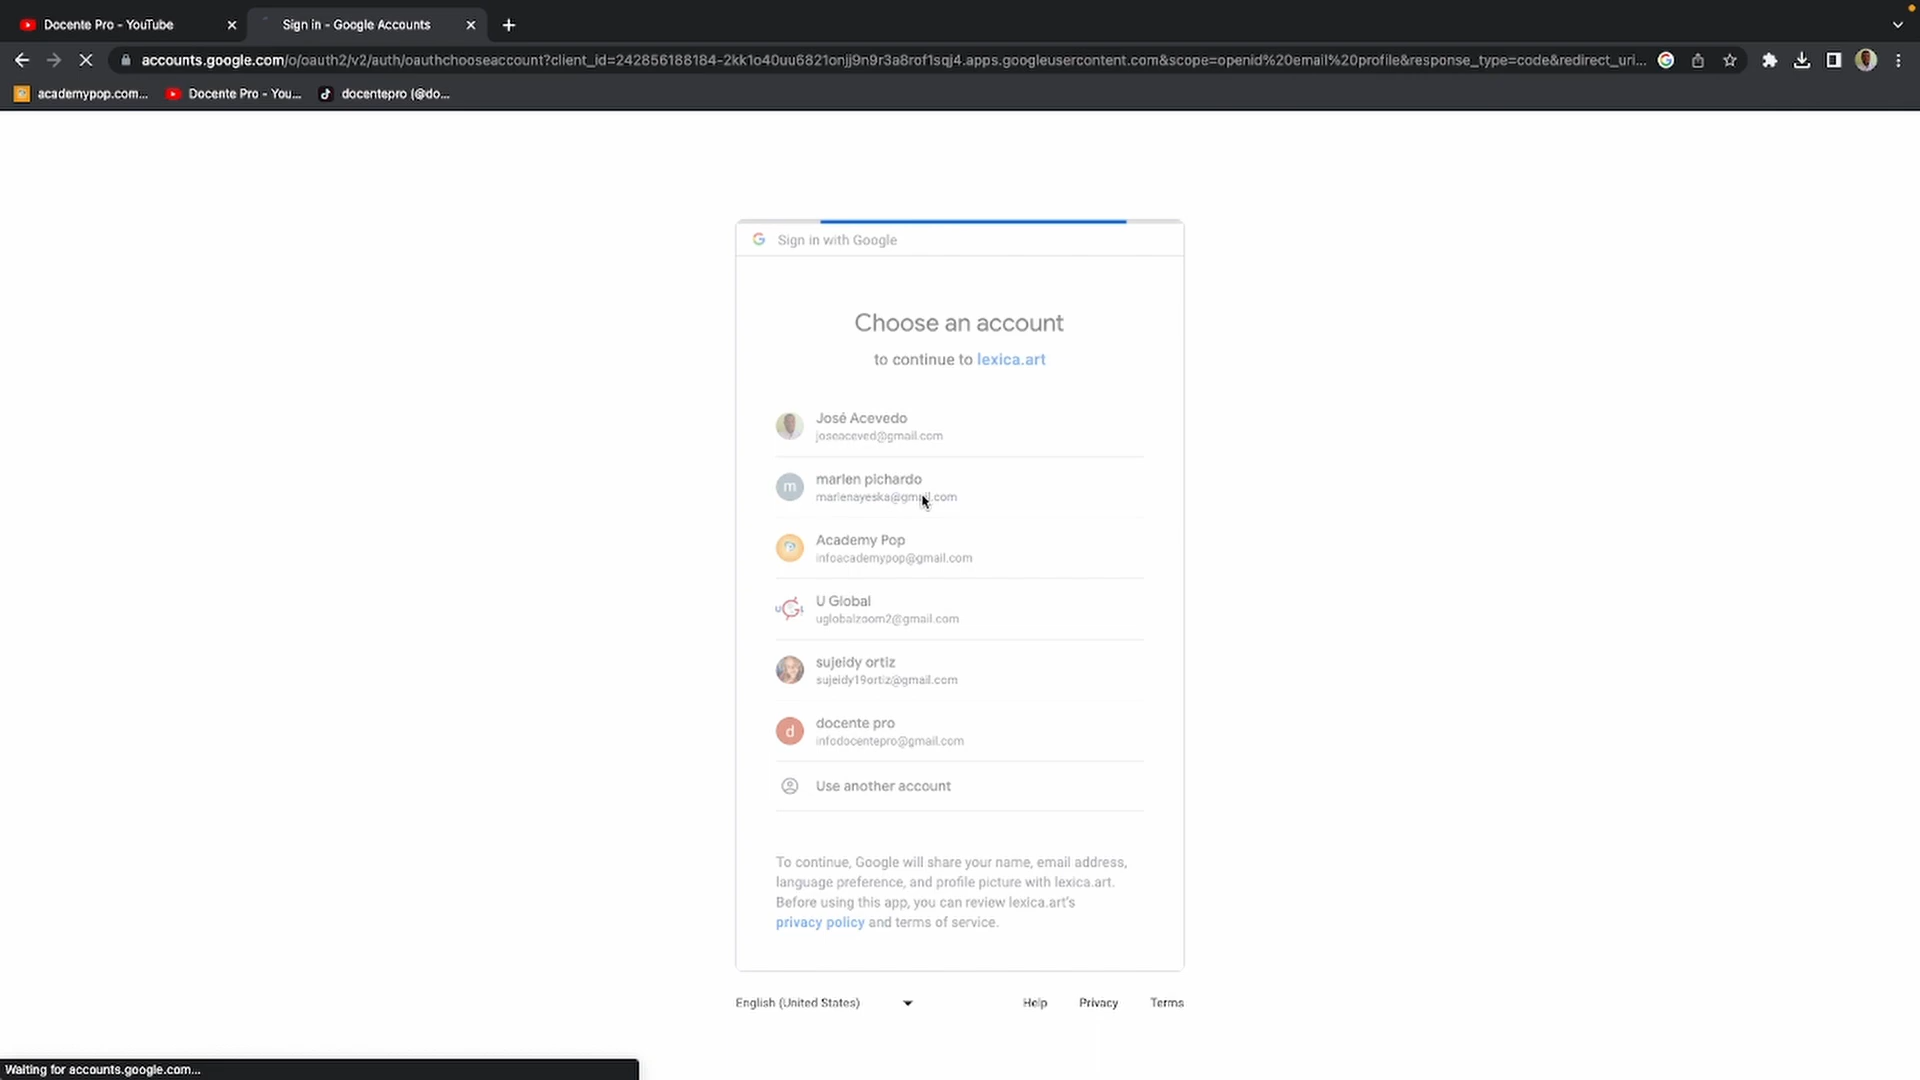 Docente Pro - YouTube
Sign in - Google Accounts
accounts.google.com/o/oauth2/v2/auth/oauthchooseaccount?client_id=242856188184-2kk1o40uu6821onjj9n9r3a8rof1sqj4.apps.googleusercontent.com&scope=openid%20email%20profile&response_type=code&redirect_uri...
academypop.com...
Docente Pro - You...
docentepro (@do...
Sign in with Google
Choose an account
to continue to lexica.art
José Acevedo
joseaceved@gmail.com
m
marlen pichardo
marlenayeska@gmail.com
Academy Pop
infoacademypop@gmail.com
U Global
uglobalzoom2@gmail.com
sujeidy ortiz
sujeidy19ortiz@gmail.com
d
docente pro
infodocentepro@gmail.com
Use another account
To continue, Google will share your name, email address,
language preference, and profile picture with lexica.art.
Before using this app, you can review lexica.art's
privacy policy and terms of service.
English (United States)
Help
Privacy
Terms
Waiting for accounts.google.com...